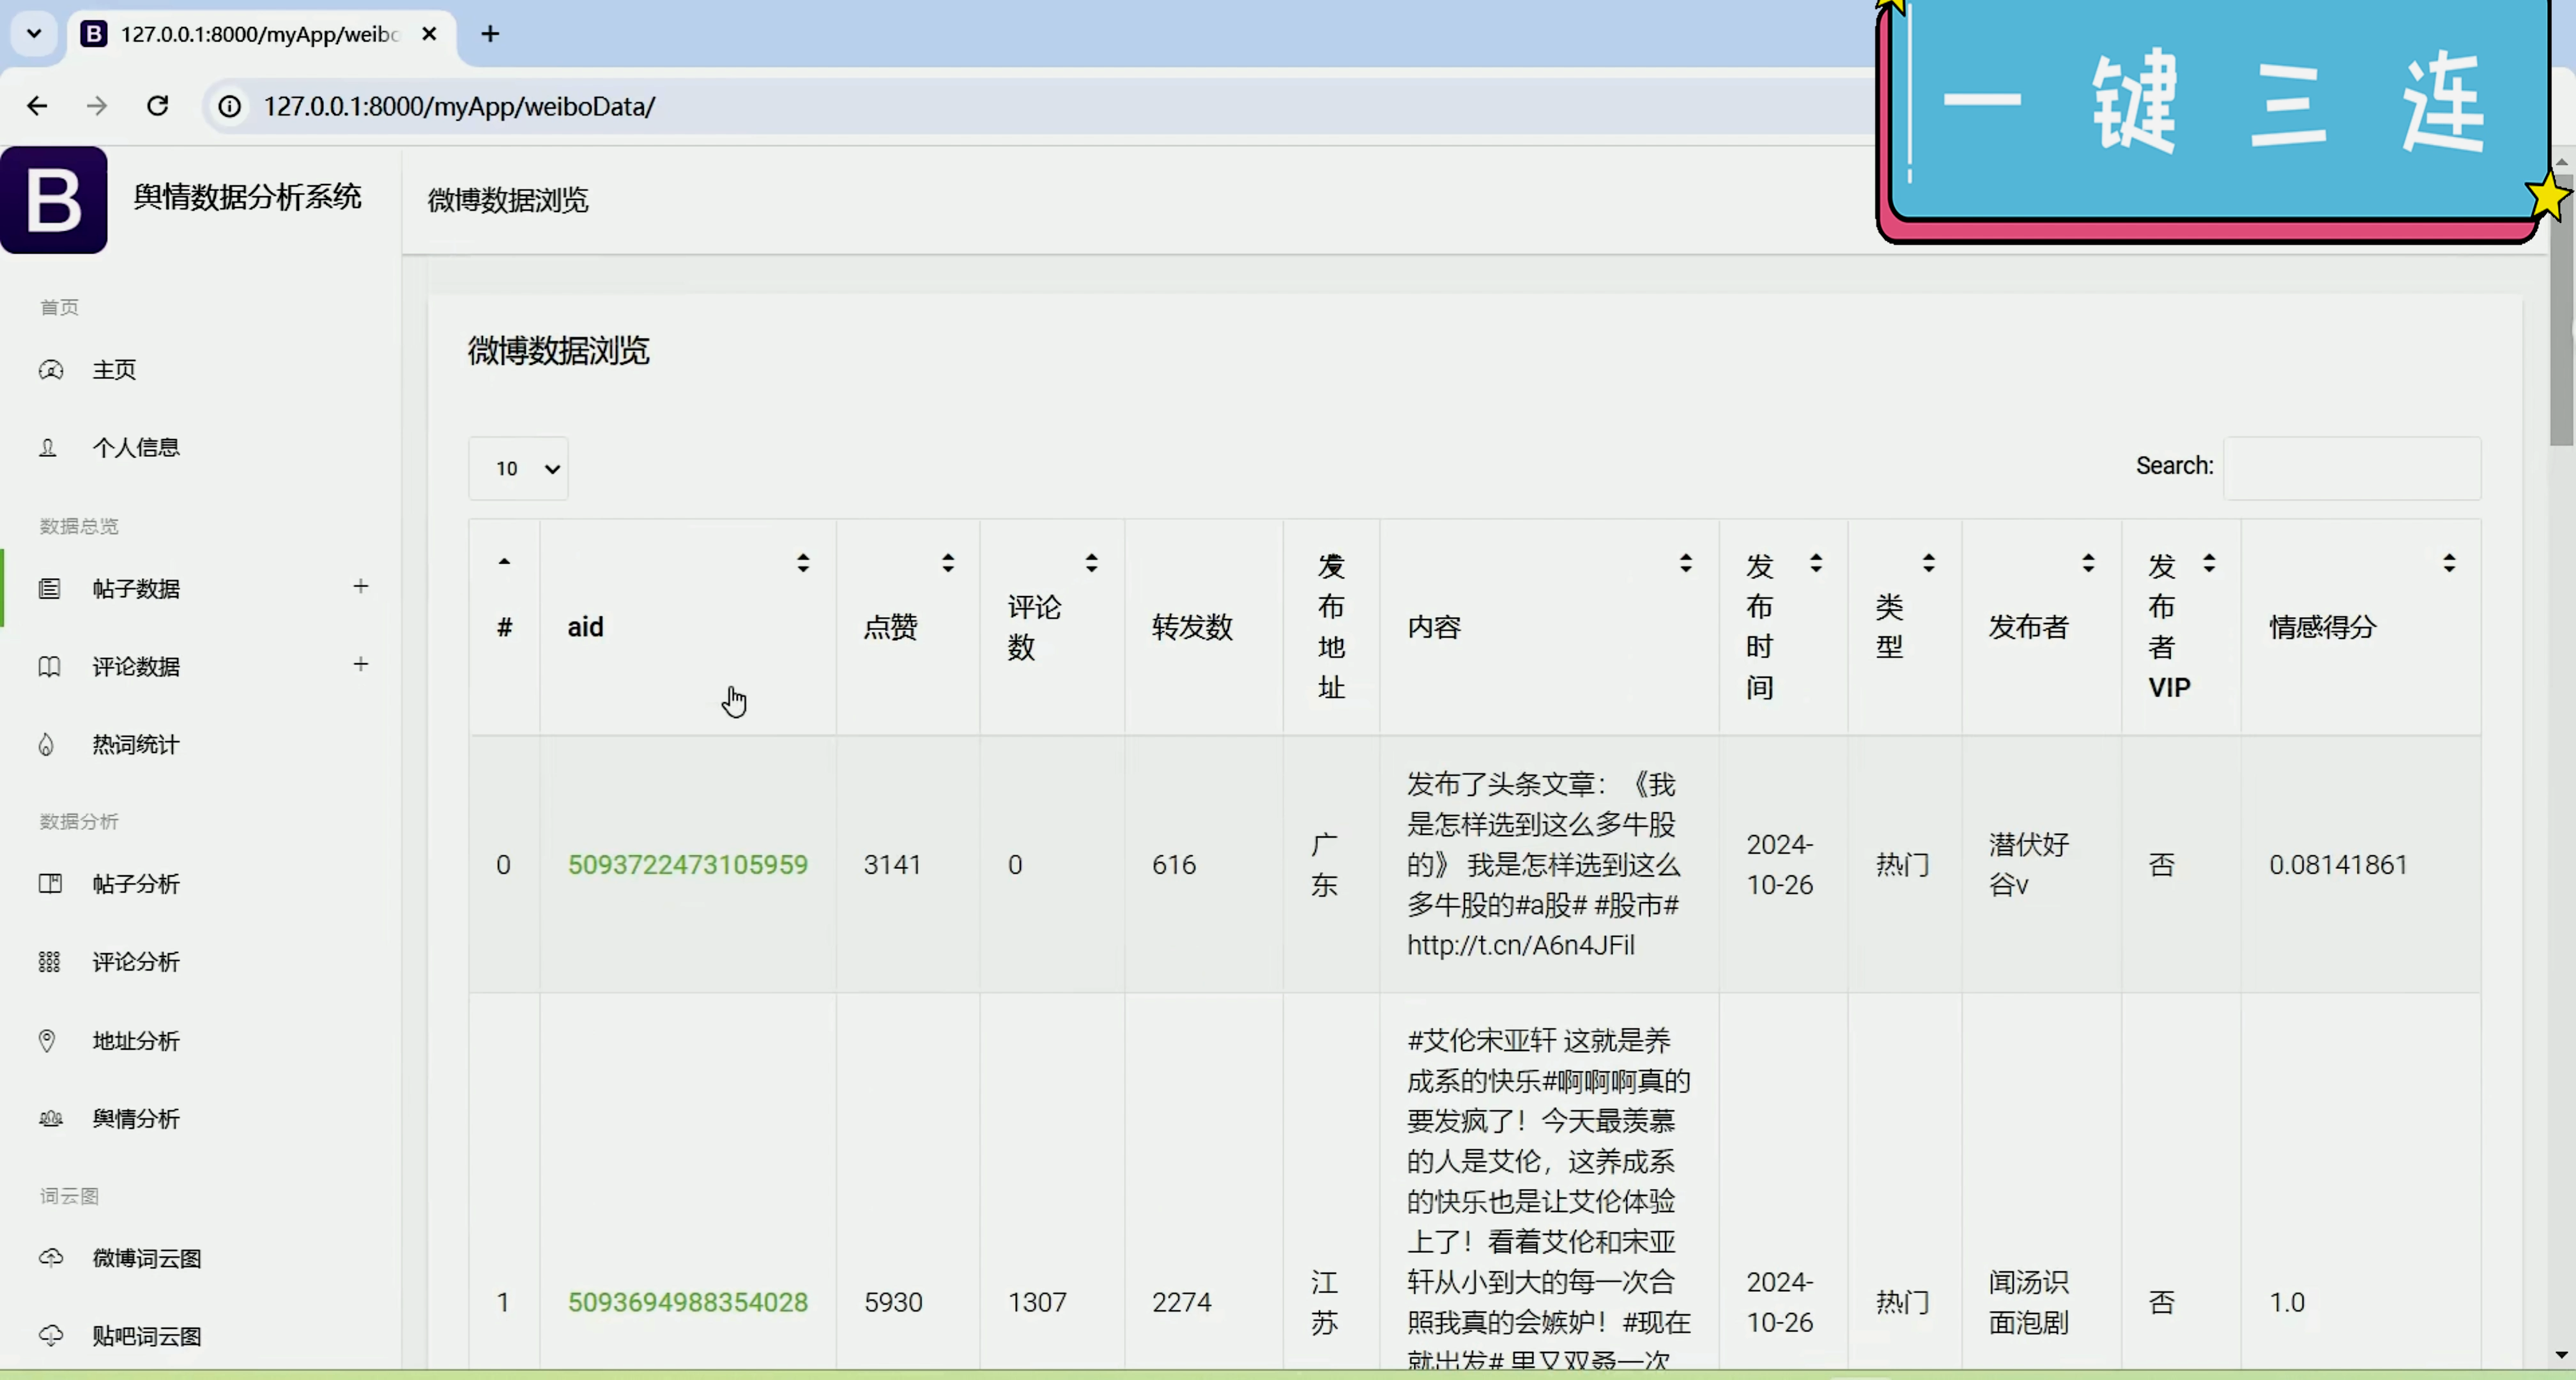 127.0.0.1:8000/myApp/weibo
127.0.0.1:8000/myApp/weiboData/
一键三连
B
舆情数据分析系统
微博数据浏览
首页
主页
个人信息
数据总览
帖子数据
评论数据
热词统计
数据分析
帖子分析
评论分析
地址分析
舆情分析
词云图
微博词云图
贴吧词云图
微博数据浏览
10
Search:
#
aid
点赞
评论
数
转发数
发
布
地
址
内容
发
布
时
间
类
型
发布者
发
布
者
VIP
情感得分
0
5093722473105959
3141
0
616
广
东
发布了头条文章：《我
是怎样选到这么多牛股
的》 我是怎样选到这么
多牛股的#a股# #股市#
http://t.cn/A6n4JFil
2024-
10-26
热门
潜伏好
谷v
否
0.08141861
1
5093694988354028
5930
1307
2274
江
苏
#艾伦宋亚轩 这就是养
成系的快乐#啊啊啊真的
要发疯了！今天最羡慕
的人是艾伦，这养成系
的快乐也是让艾伦体验
上了！看着艾伦和宋亚
轩从小到大的每一次合
照我真的会嫉妒！#现在
就出发# 里又双叒一次
2024-
10-26
热门
闻汤识
面泡剧
否
1.0